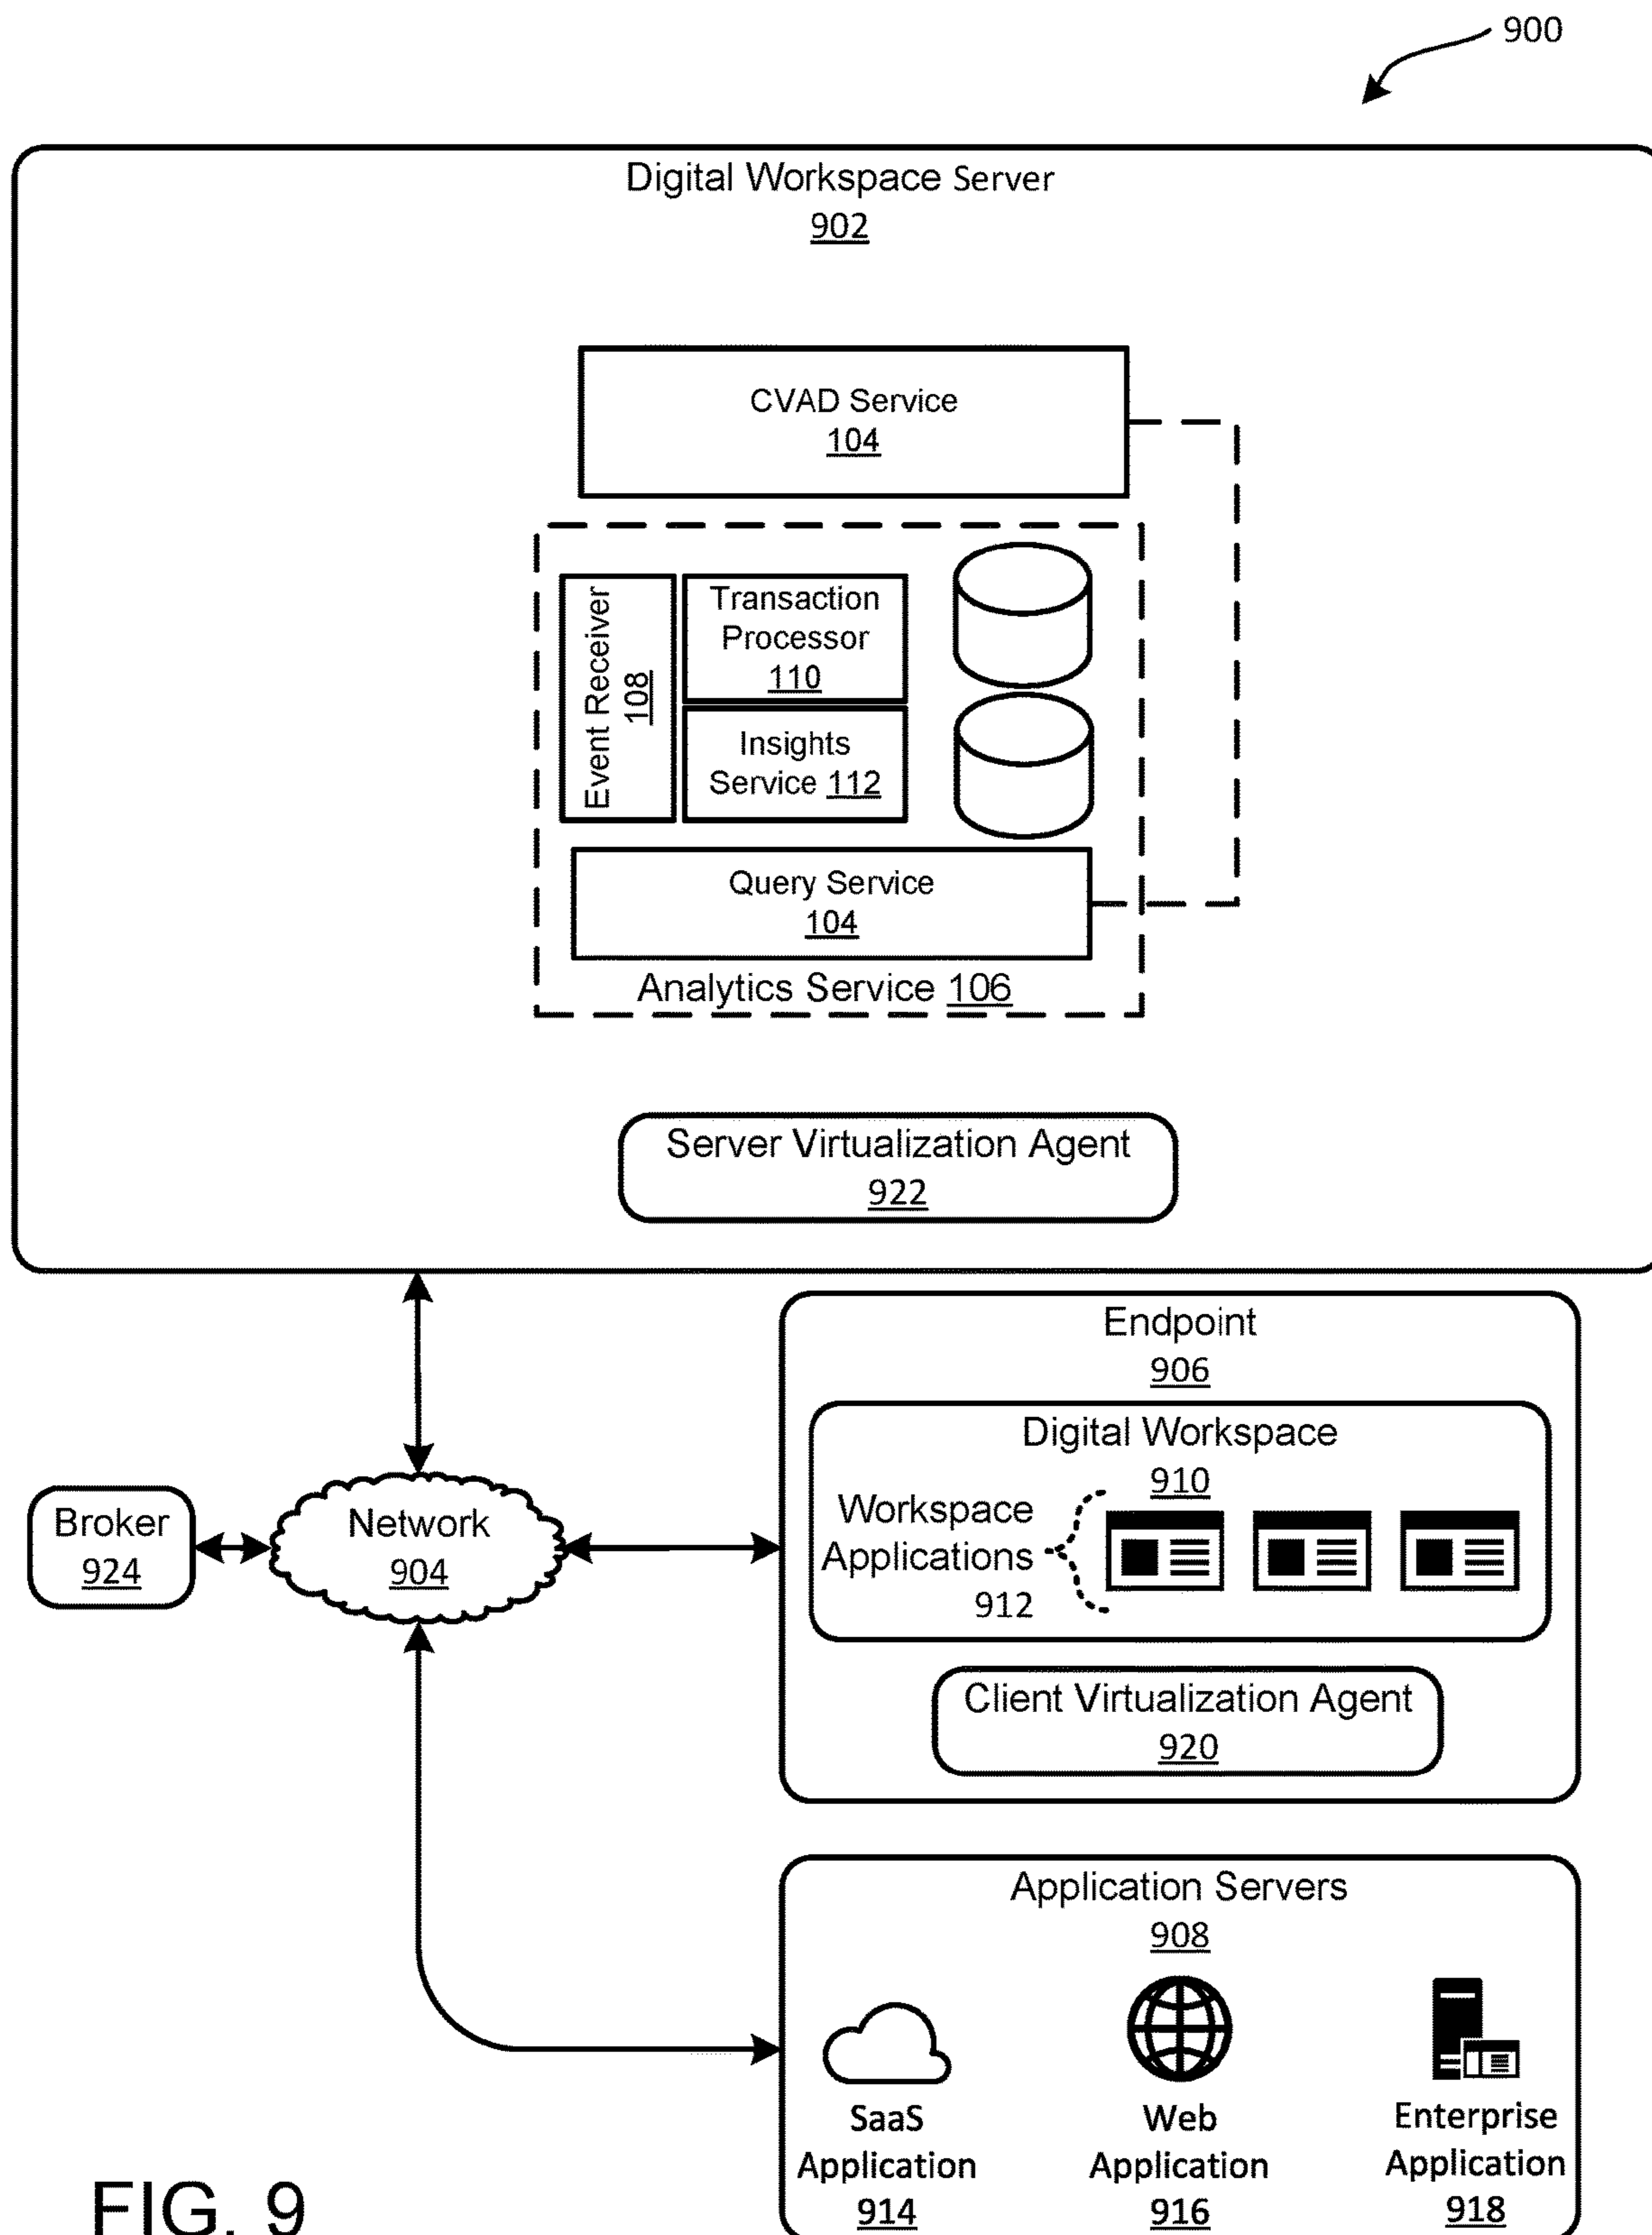 900
Digital Workspace Server
902
CVAD Service
104
Event Receiver
108
Transaction
Processor
110
Insights
Service 112
Query Service
104
Analytics Service 106
Server Virtualization Agent
922
Broker
924
Network
904
Endpoint
906
Digital Workspace
910
Workspace
Applications
912
Client Virtualization Agent
920
Application Servers
908
SaaS
Application
914
Web
Application
916
Enterprise
Application
918
FIG. 9